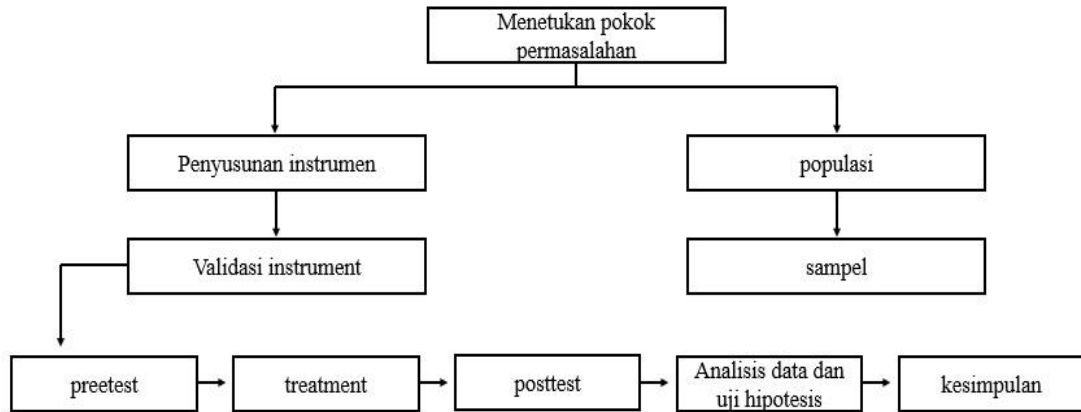 Menetukan pokok
permasalahan
Penyusunan instrumen
populasi
Validasi instrument
sampel
preetest
treatment
posttest
Analisis data dan
uji hipotesis
kesimpulan